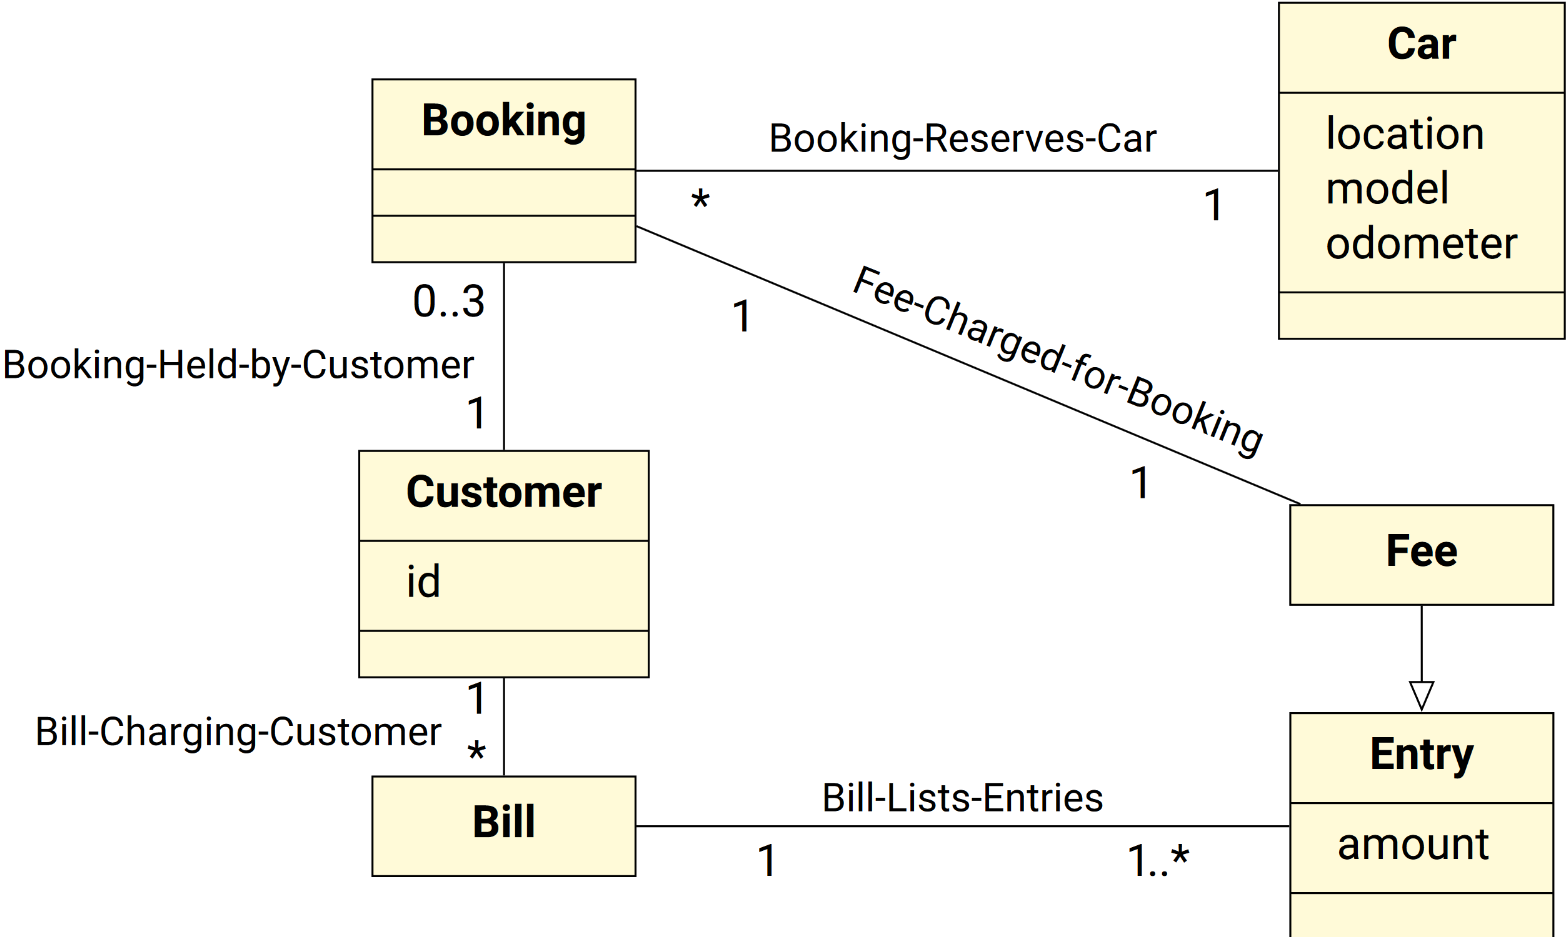 Car
location
model
odometer
Booking
Booking-Reserves-Car
*
1
0..3
Booking-Held-by-Customer
1
1
Fee-Charged-for-Booking
1
Customer
id
Fee
1
Bill-Charging-Customer
*
Entry
amount
Bill
Bill-Lists-Entries
1
1..*